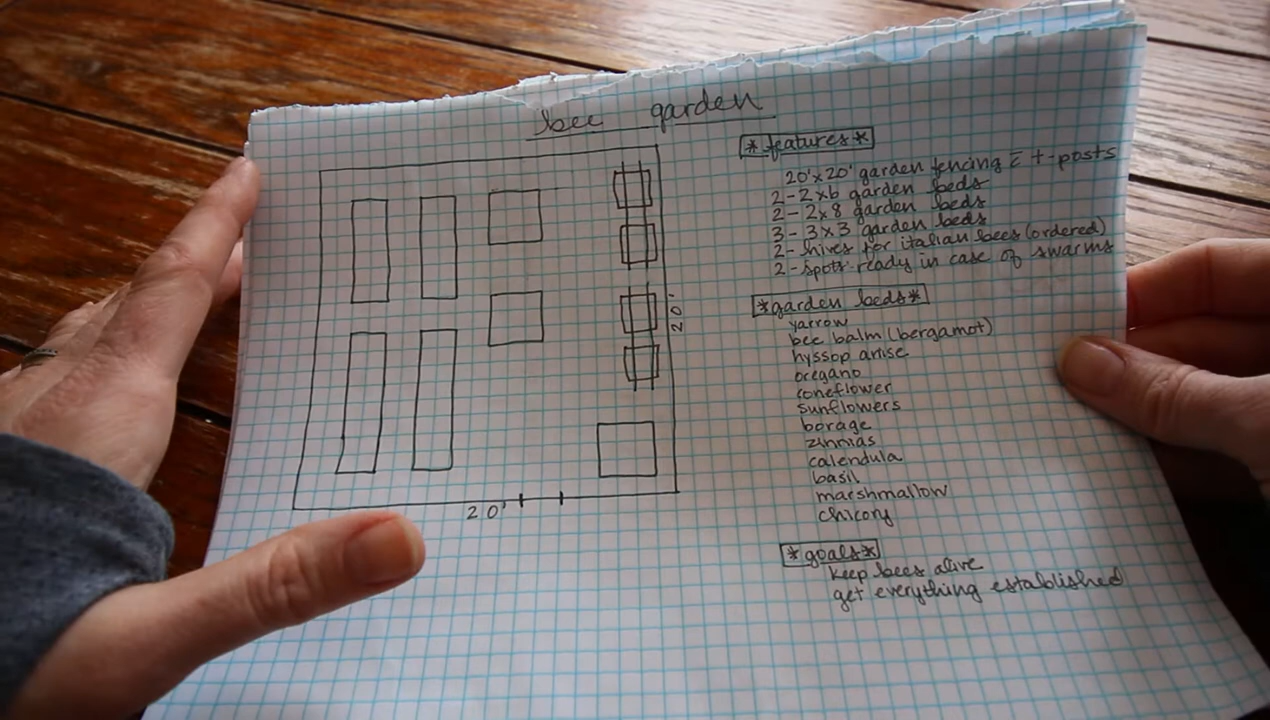 bee garden
*features*
20'x20' garden fencing c̄ t-posts
2-2x6 garden beds
2-2x8 garden beds
3-3x3 garden beds
2-hives for italian bees (ordered)
2-spots ready in case of swarms
*garden beds*
yarrow
bee balm (bergamot)
hyssop anise
oregano
coneflower
sunflowers
borage
zinnias
calendula
basil
marshmallow
chicory
*goals*
keep bees alive
get everything established
20'
20'